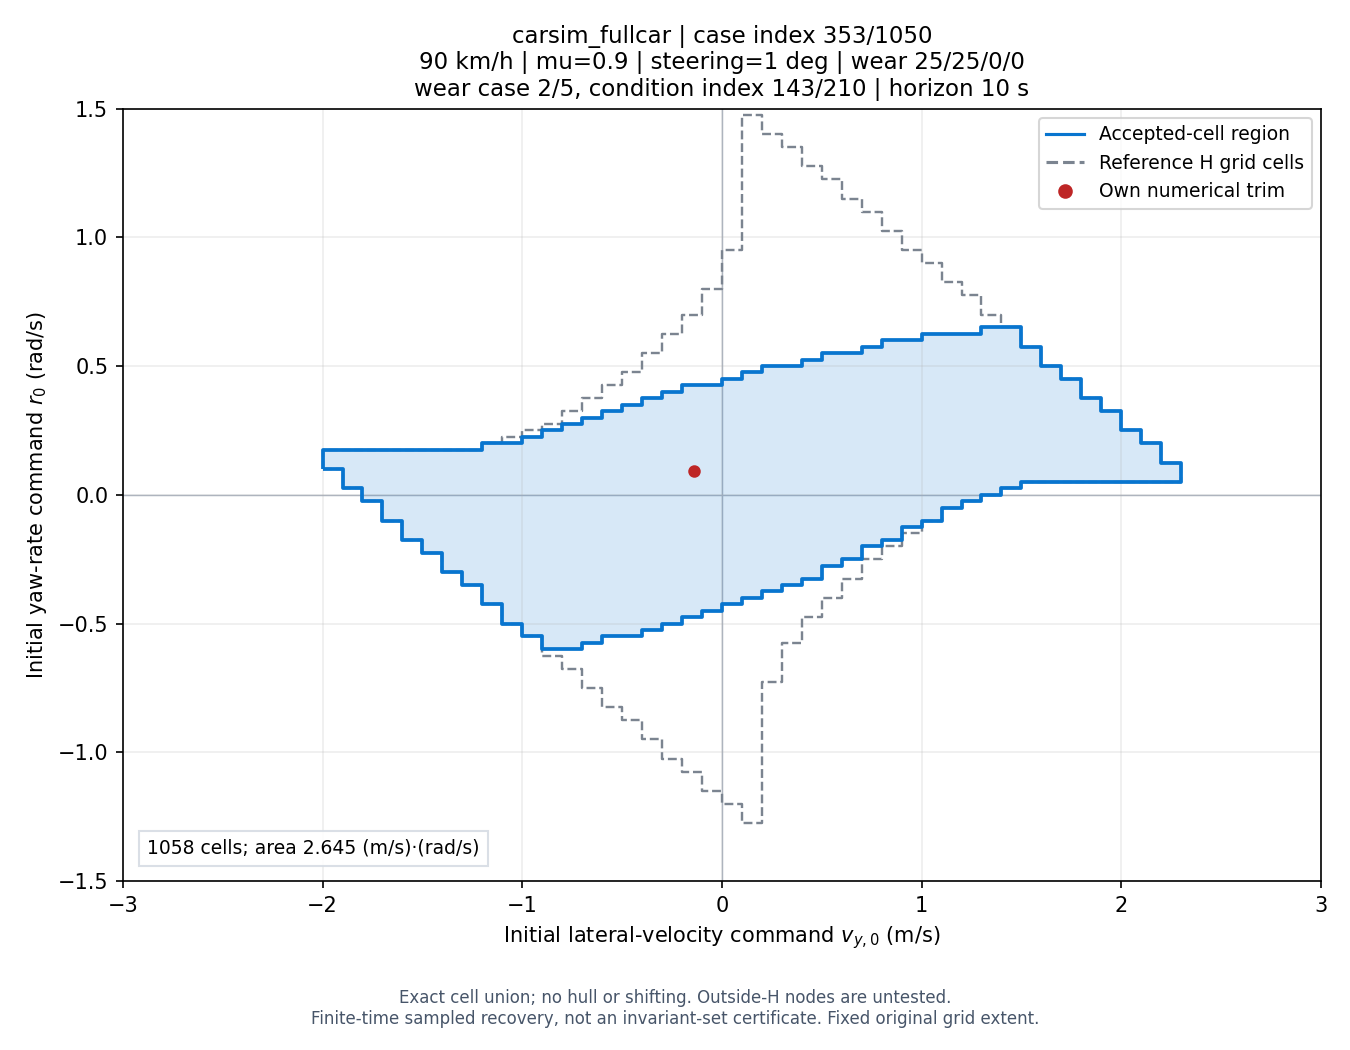 carsim_fullcar | case index 353/1050
90 km/h | mu=0.9 | steering=1 deg | wear 25/25/0/0
wear case 2/5, condition index 143/210 | horizon 10 s
Accepted-cell region
Reference H grid cells
Own numerical trim
1.5
1.0
0.5
0.0
−0.5
−1.0
−1.5
Initial yaw-rate command r₀ (rad/s)
1058 cells; area 2.645 (m/s)·(rad/s)
−3
−2
−1
0
1
2
3
Initial lateral-velocity command v_{y,0} (m/s)
Exact cell union; no hull or shifting. Outside-H nodes are untested.
Finite-time sampled recovery, not an invariant-set certificate. Fixed original grid extent.